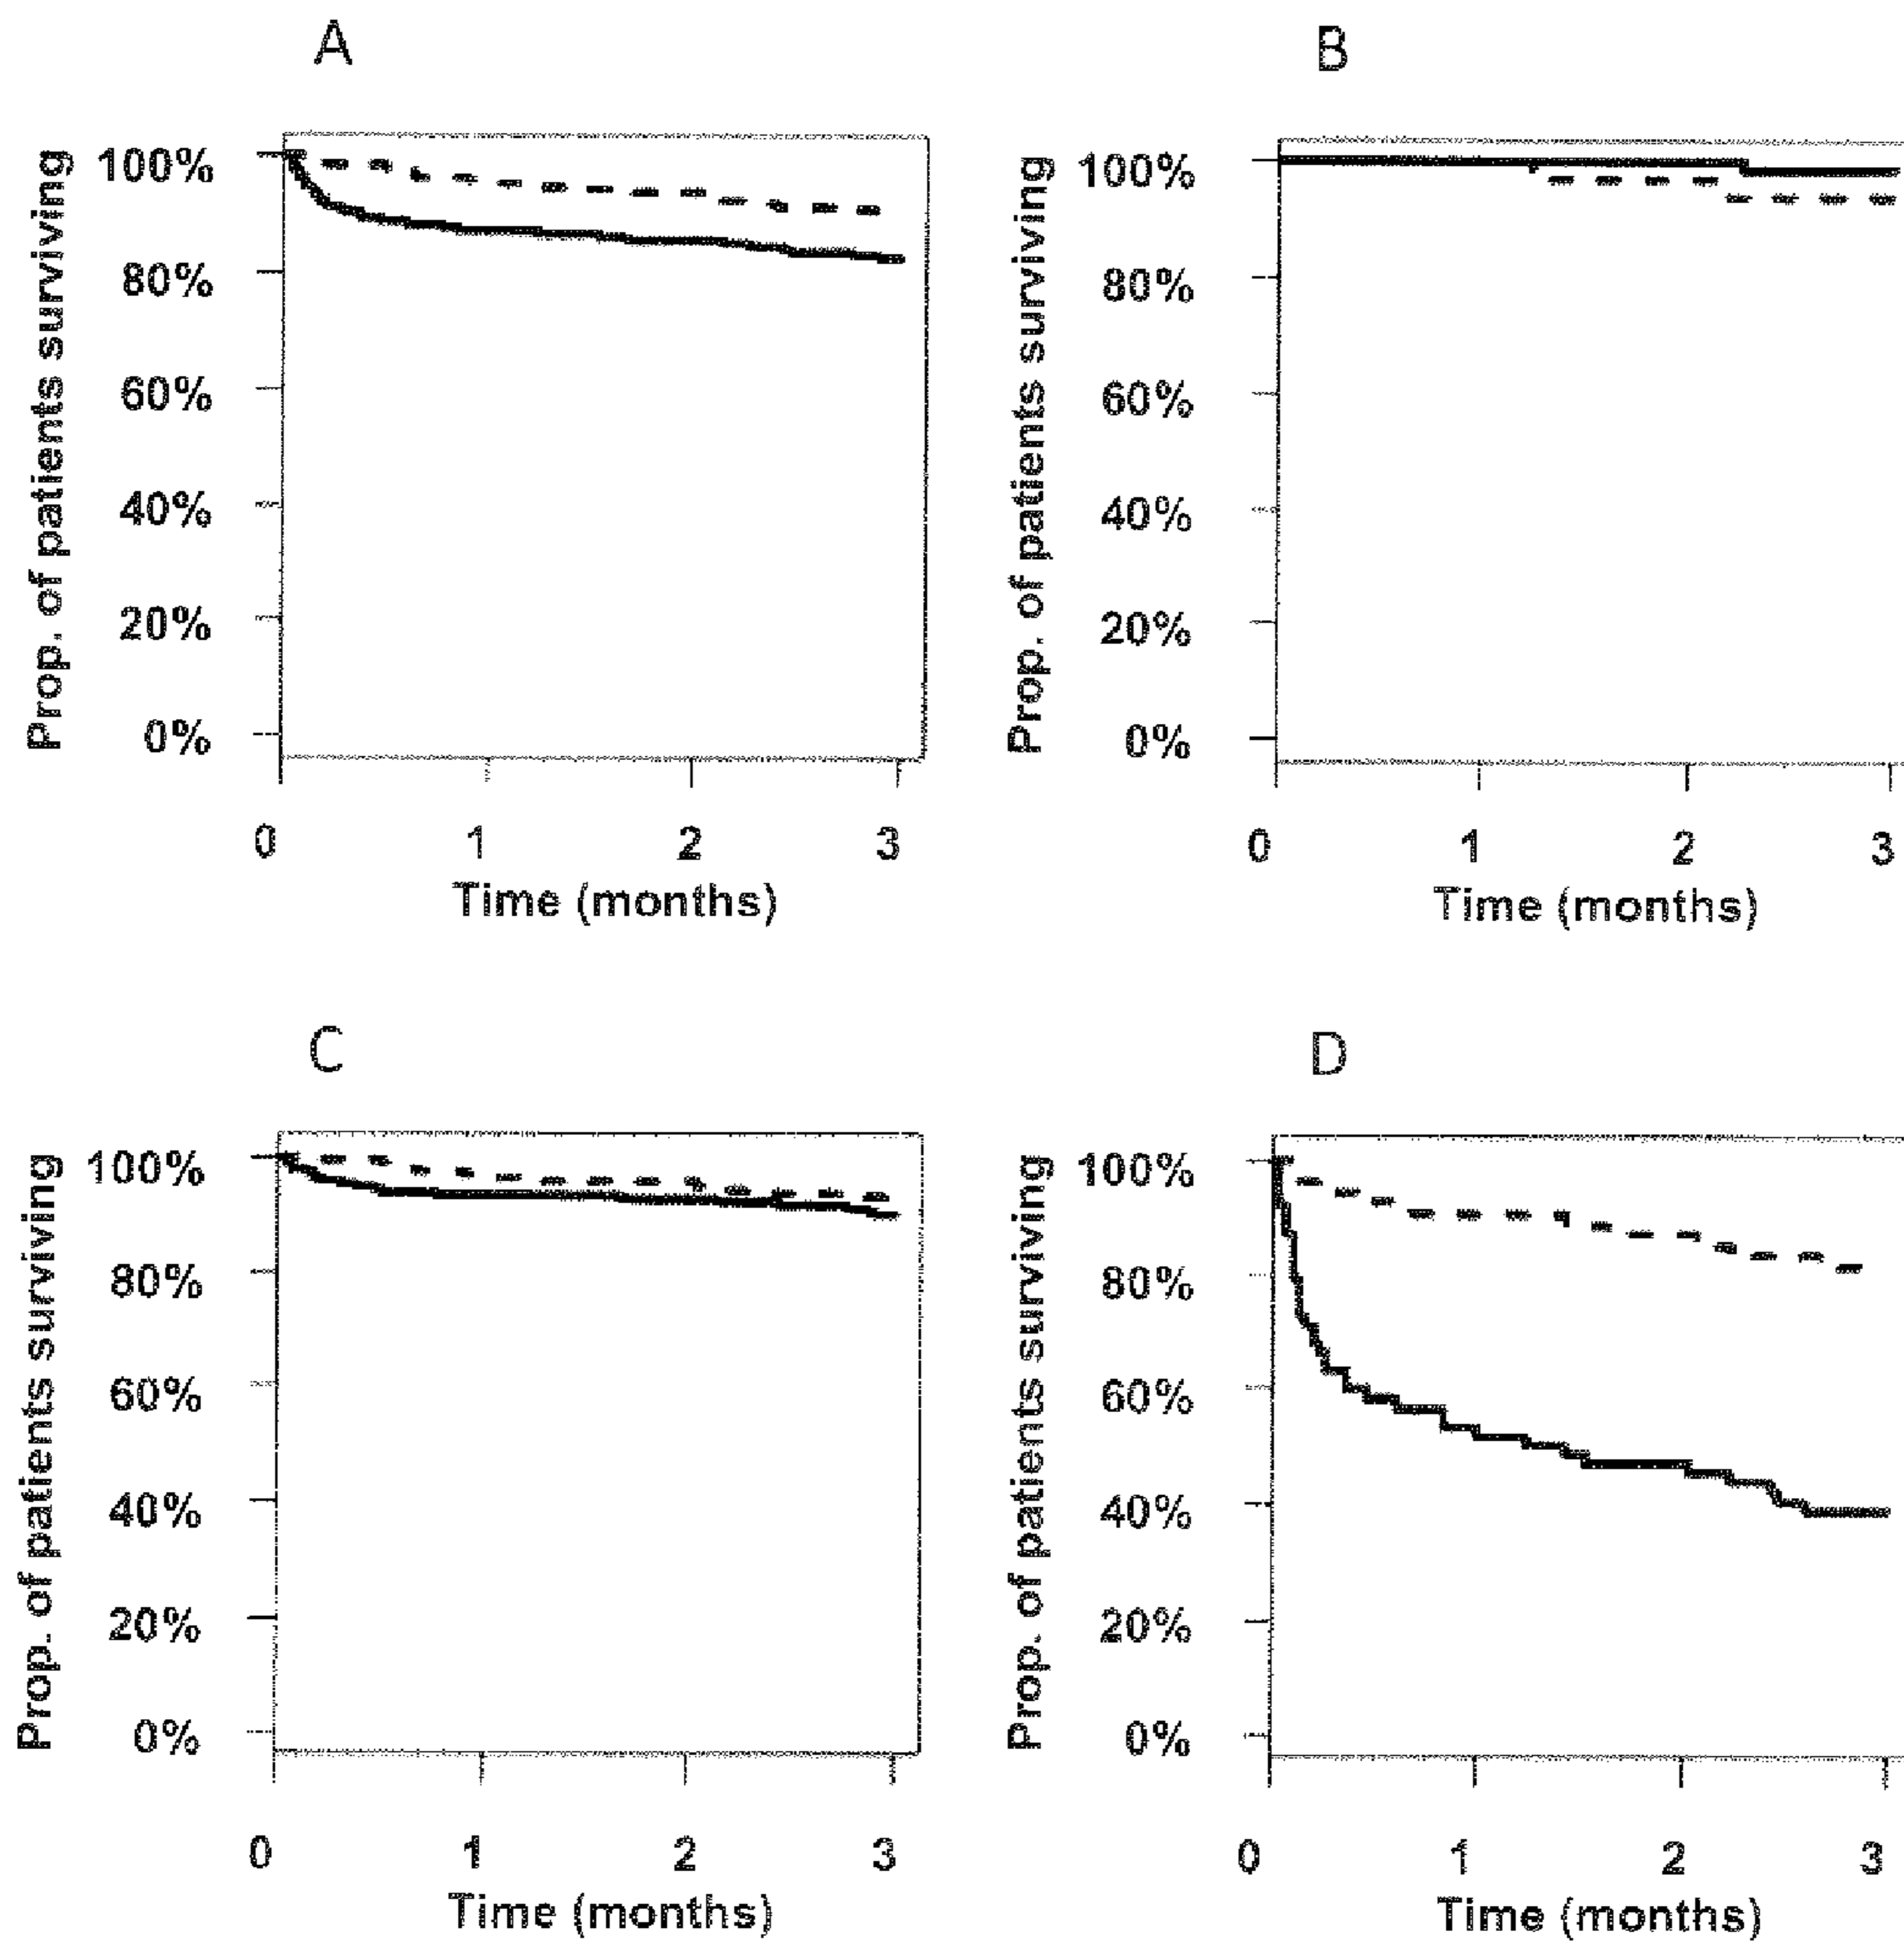 A
Prop. of patients surviving
100%
80%
60%
40%
20%
0%
0 1 2 3
Time (months)
B
Prop. of patients surviving
100%
80%
60%
40%
20%
0%
0 1 2 3
Time (months)
C
Prop. of patients surviving
100%
80%
60%
40%
20%
0%
0 1 2 3
Time (months)
D
Prop. of patients surviving
100%
80%
60%
40%
20%
0%
0 1 2 3
Time (months)